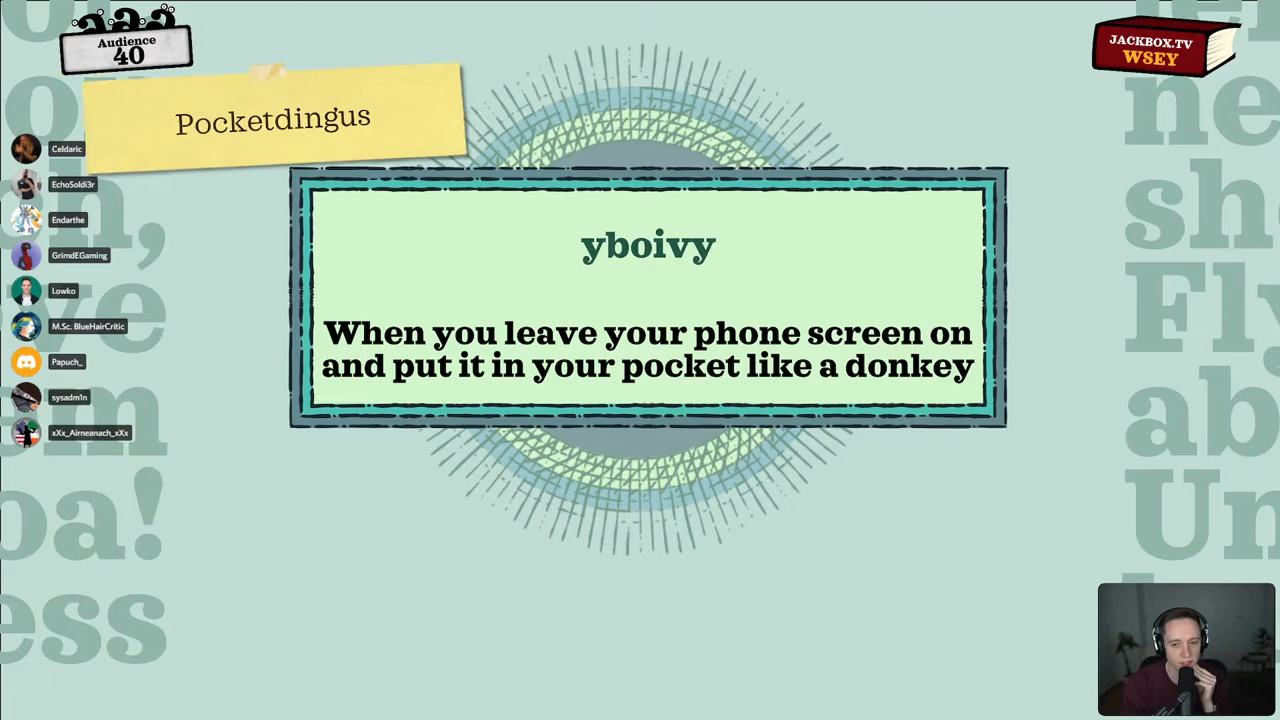 Audience
40
JACKBOX.TV
WSEY
Pocketdingus
Celdaric
EchoSoldi3r
Endarthe
GrimdEGaming
Lowko
M.Sc. BlueHairCritic
Papuch_
sysadm1n
xXx_Airneanach_xXx
yboivy
When you leave your phone screen on
and put it in your pocket like a donkey